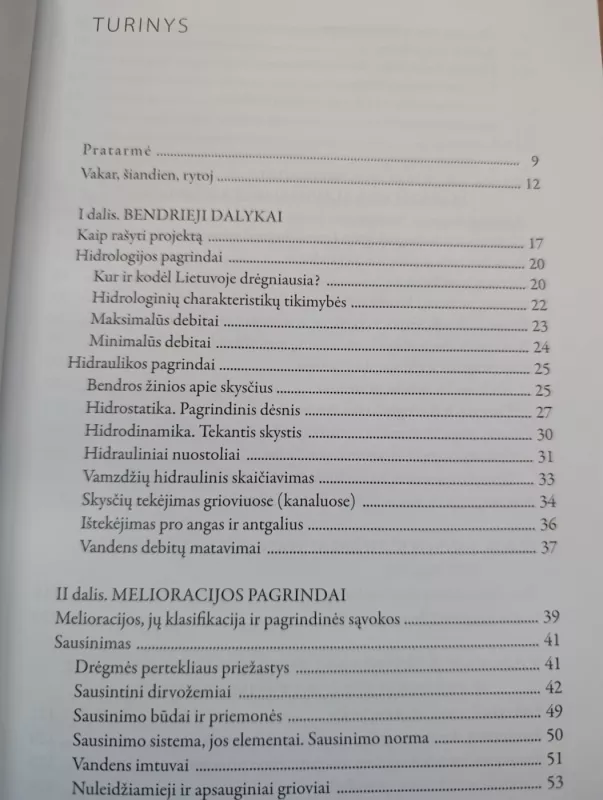 TURINYS
Pratarmė ........ 9
Vakar, šiandien, rytoj ........ 12
I dalis. BENDRIEJI DALYKAI
Kaip rašyti projektą ........ 17
Hidrologijos pagrindai ........ 20
Kur ir kodėl Lietuvoje drėgniausia? ........ 20
Hidrologinių charakteristikų tikimybės ........ 22
Maksimalūs debitai ........ 23
Minimalūs debitai ........ 24
Hidraulikos pagrindai ........ 25
Bendros žinios apie skysčius ........ 25
Hidrostatika. Pagrindinis dėsnis ........ 27
Hidrodinamika. Tekantis skystis ........ 30
Hidrauliniai nuostoliai ........ 31
Vamzdžių hidraulinis skaičiavimas ........ 33
Skysčių tekėjimas grioviuose (kanaluose) ........ 34
Ištekėjimas pro angas ir antgalius ........ 36
Vandens debitų matavimai ........ 37
II dalis. MELIORACIJOS PAGRINDAI
Melioracijos, jų klasifikacija ir pagrindinės sąvokos ........ 39
Sausinimas ........ 41
Drėgmės pertekliaus priežastys ........ 41
Sausintini dirvožemiai ........ 42
Sausinimo būdai ir priemonės ........ 49
Sausinimo sistema, jos elementai. Sausinimo norma ........ 50
Vandens imtuvai ........ 51
Nuleidžiamieji ir apsauginiai grioviai ........ 53